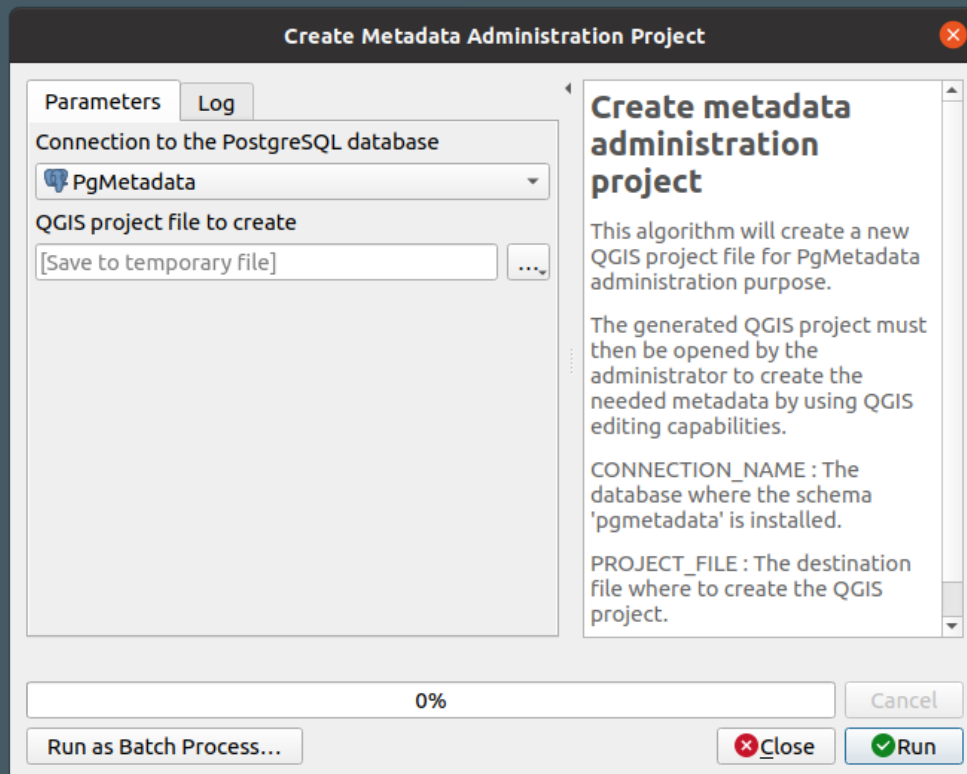 Create Metadata Administration Project
Parameters
Log
Connection to the PostgreSQL database
PgMetadata
QGIS project file to create
[Save to temporary file]
...
Create metadata
administration
project
This algorithm will create a new
QGIS project file for PgMetadata
administration purpose.
The generated QGIS project must
then be opened by the
administrator to create the
needed metadata by using QGIS
editing capabilities.
CONNECTION_NAME : The
database where the schema
'pgmetadata' is installed.
PROJECT_FILE : The destination
file where to create the QGIS
project.
0%
Cancel
Run as Batch Process...
Close
Run